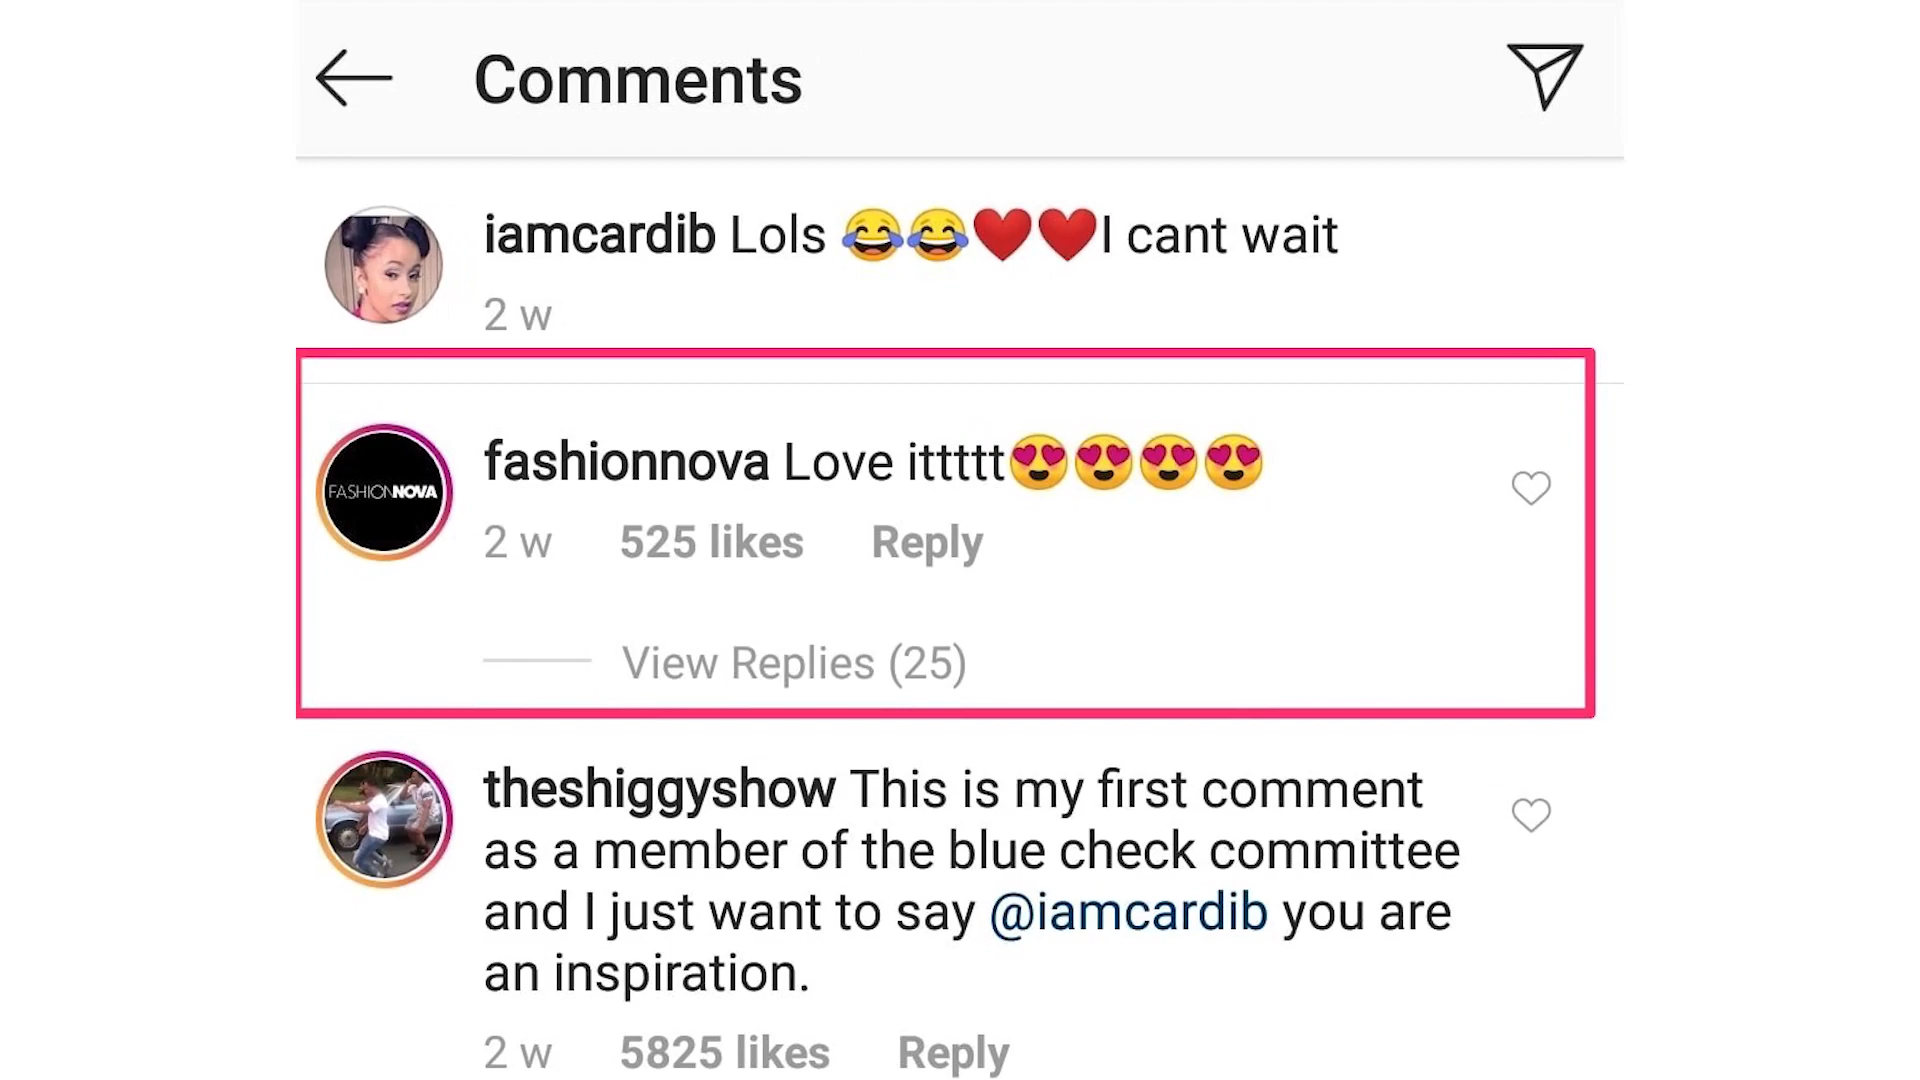 Comments
iamcardib Lols 😂😂❤️❤️I cant wait
2 w
FASHIONNOVA
fashionnova Love itttttt😍😍😍😍
2 w 525 likes Reply
View Replies (25)
theshiggyshow This is my first comment
as a member of the blue check committee
and I just want to say @iamcardib you are
an inspiration.
2 w 5825 likes Reply